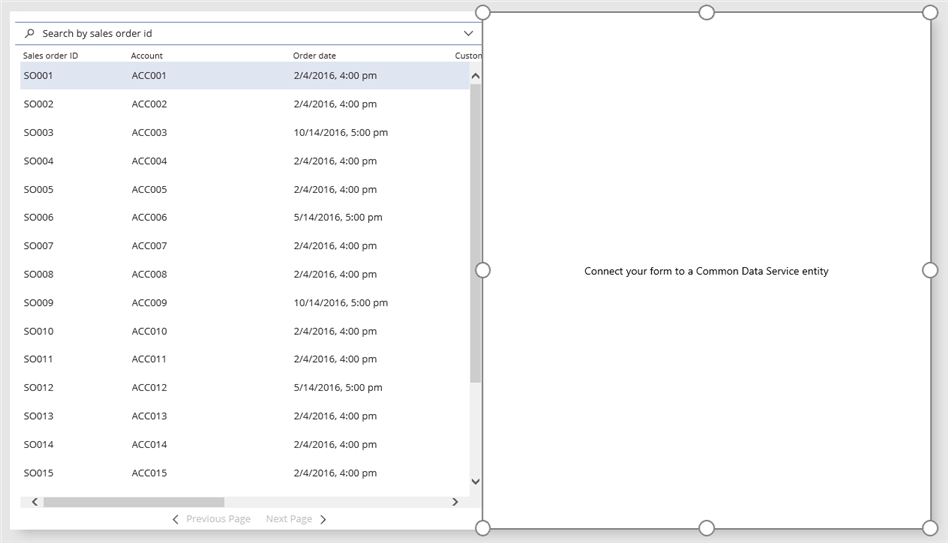 Search by sales order id
Sales order ID Account Order date Custon
SO001 ACC001 2/4/2016, 4:00 pm
SO002 ACC002 2/4/2016, 4:00 pm
SO003 ACC003 10/14/2016, 5:00 pm
SO004 ACC004 2/4/2016, 4:00 pm
SO005 ACC005 2/4/2016, 4:00 pm
SO006 ACC006 5/14/2016, 5:00 pm
SO007 ACC007 2/4/2016, 4:00 pm
SO008 ACC008 2/4/2016, 4:00 pm
Connect your form to a Common Data Service entity
SO009 ACC009 10/14/2016, 5:00 pm
SO010 ACC010 2/4/2016, 4:00 pm
SO011 ACC011 2/4/2016, 4:00 pm
SO012 ACC012 5/14/2016, 5:00 pm
SO013 ACC013 2/4/2016, 4:00 pm
SO014 ACC014 2/4/2016, 4:00 pm
SO015 ACC015 2/4/2016, 4:00 pm
Previous Page Next Page